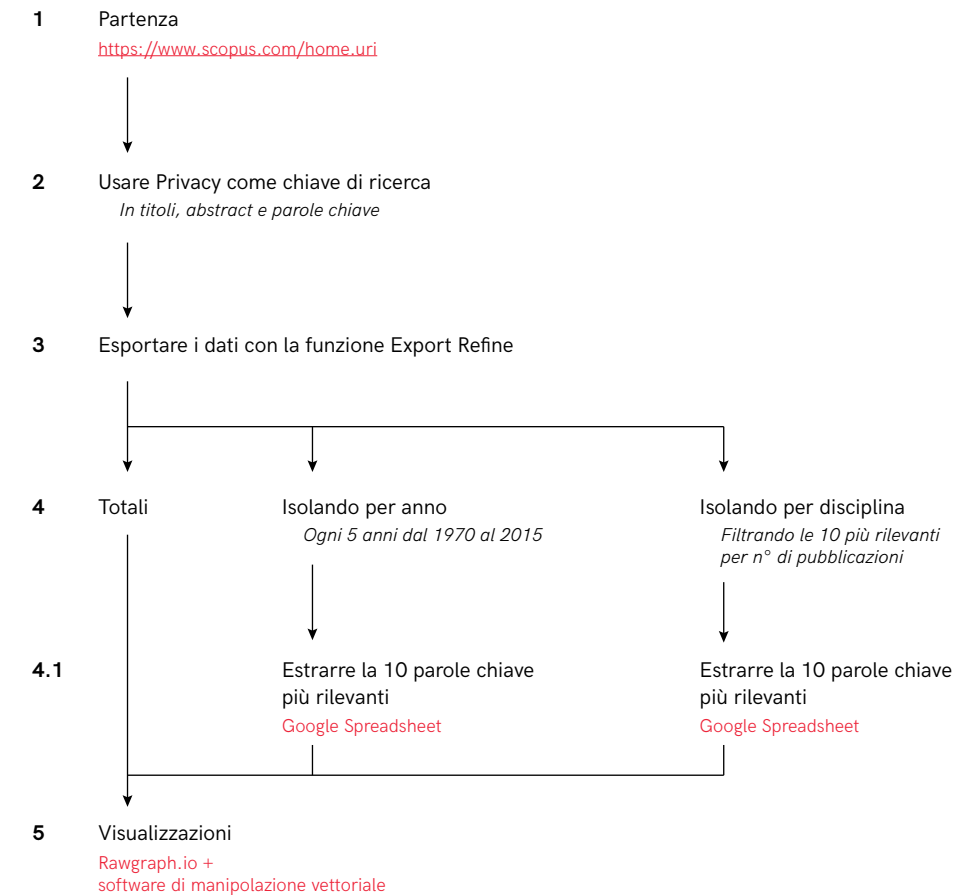 1 Partenza
https://www.scopus.com/home.uri
2 Usare Privacy come chiave di ricerca
In titoli, abstract e parole chiave
3 Esportare i dati con la funzione Export Refine
4 Totali
Isolando per anno
Ogni 5 anni dal 1970 al 2015
Isolando per disciplina
Filtrando le 10 più rilevanti
per n° di pubblicazioni
4.1
Estrarre la 10 parole chiave
più rilevanti
Google Spreadsheet
Estrarre la 10 parole chiave
più rilevanti
Google Spreadsheet
5 Visualizzazioni
Rawgraph.io +
software di manipolazione vettoriale